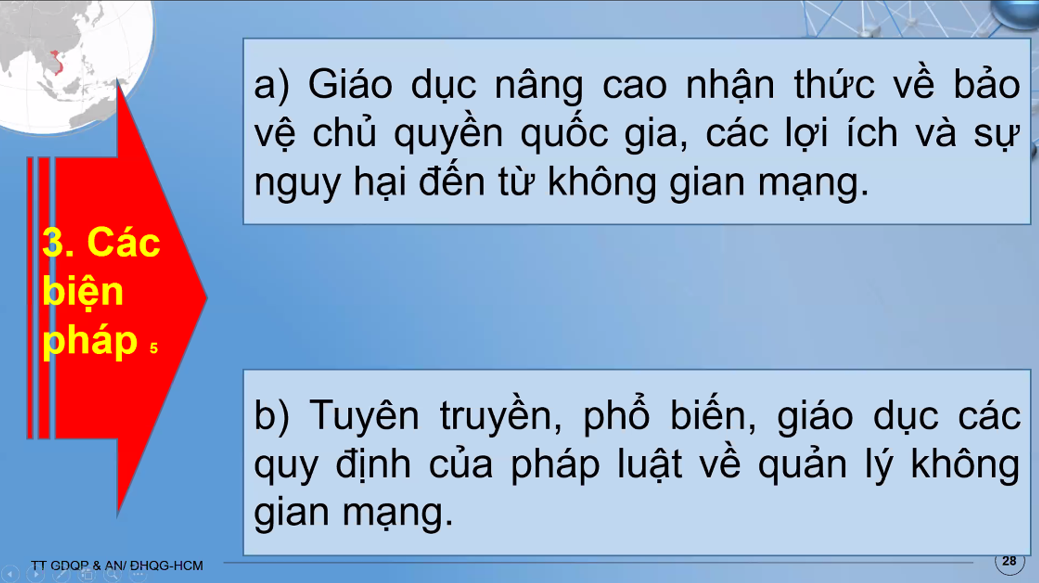 3. Các
biện
pháp 5
a) Giáo dục nâng cao nhận thức về bảo
vệ chủ quyền quốc gia, các lợi ích và sự
nguy hại đến từ không gian mạng.
b) Tuyên truyền, phổ biến, giáo dục các
quy định của pháp luật về quản lý không
gian mạng.
TT GDQP & AN/ ĐHQG-HCM
28